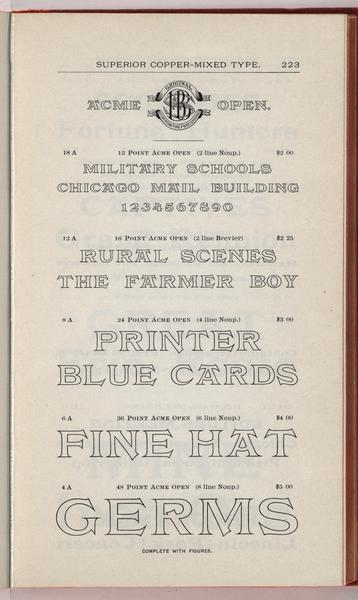 SUPERIOR COPPER-MIXED TYPE. 223
ACME ORIGINAL BBS OPEN.
18 A 12 POINT ACME OPEN (2 line Nonp.) $2 00
MILITARY SCHOOLS
CHICAGO MAIL BUILDING
1234567890
12 A 16 POINT ACME OPEN (2 line Brevier) $2 25
RURAL SCENES
THE FARMER BOY
8 A 24 POINT ACME OPEN (4 line Nonp.) $3 00
PRINTER
BLUE CARDS
6 A 36 POINT ACME OPEN (6 line Nonp.) $4 00
FINE HAT
4 A 48 POINT ACME OPEN (8 line Nonp.) $5 00
GERMS
COMPLETE WITH FIGURES.